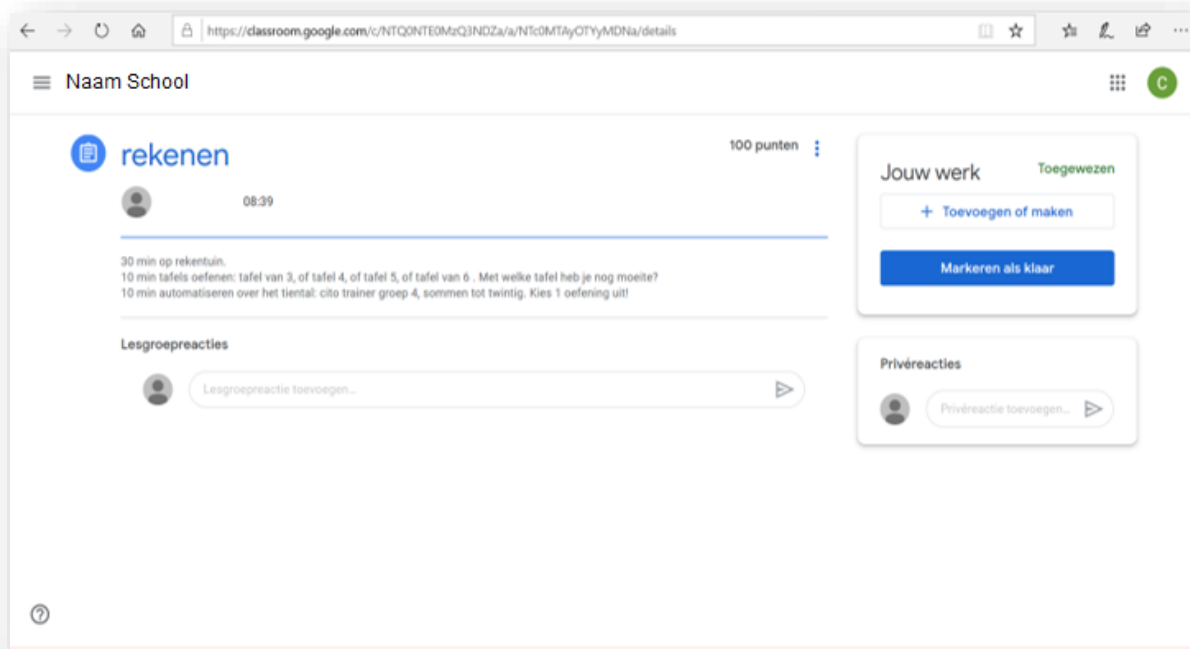 https://classroom.google.com/c/NTQ0NTE0MzQ3NDZa/a/NTc0MTAyOTYyMDNa/details
Naam School
C
rekenen
100 punten
08:39
30 min op rekentuin.
10 min tafels oefenen: tafel van 3, of tafel 4, of tafel 5, of tafel van 6 . Met welke tafel heb je nog moeite?
10 min automatiseren over het tiental: cito trainer groep 4, sommen tot twintig. Kies 1 oefening uit!
Lesgroepreacties
Lesgroepreactie toevoegen...
Jouw werk
Toegewezen
+ Toevoegen of maken
Markeren als klaar
Privéreacties
Privéreactie toevoegen...